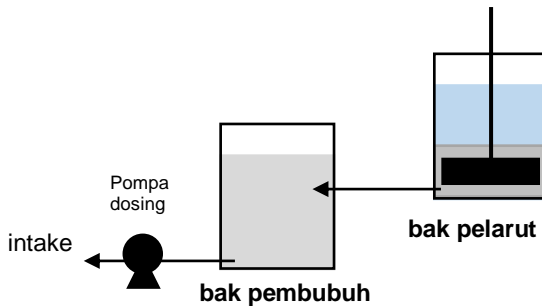 Pompa
dosing
intake
bak pelarut
bak pembubuh